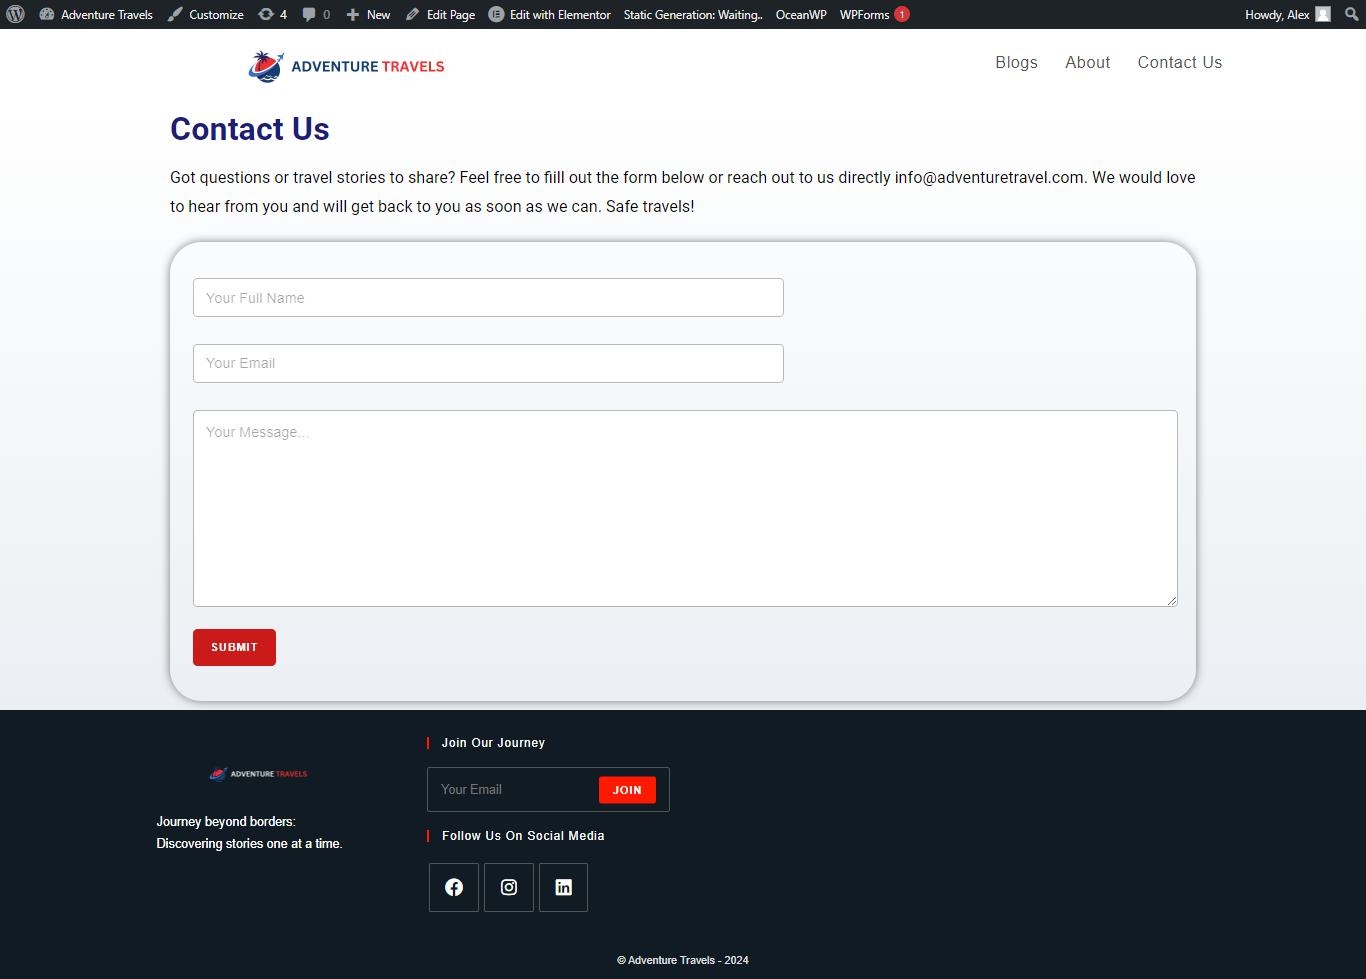 Adventure Travels Customize 4 0 New Edit Page Edit with Elementor Static Generation: Waiting.. OceanWP WPForms 1 Howdy, Alex
ADVENTURE TRAVELS Blogs About Contact Us
Contact Us
Got questions or travel stories to share? Feel free to fiill out the form below or reach out to us directly info@adventuretravel.com. We would love
to hear from you and will get back to you as soon as we can. Safe travels!
Your Full Name
Your Email
Your Message...
SUBMIT
Join Our Journey
ADVENTURE TRAVELS
Your Email JOIN
Journey beyond borders:
Discovering stories one at a time.
Follow Us On Social Media
© Adventure Travels - 2024